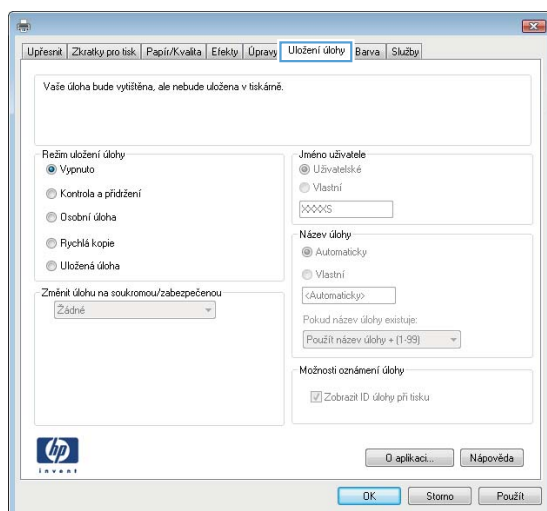 Upřesnit Zkratky pro tisk Papír/Kvalita Efekty Úpravy Uložení úlohy Barva Služby
Vaše úloha bude vytištěna, ale nebude uložena v tiskárně.
Režim uložení úlohy
Vypnuto
Kontrola a přidržení
Osobní úloha
Rychlá kopie
Uložená úloha
Změnit úlohu na soukromou/zabezpečenou
Žádné
Jméno uživatele
Uživatelské
Vlastní
XXXXS
Název úlohy
Automaticky
Vlastní
<Automaticky>
Pokud název úlohy existuje:
Použít název úlohy + (1-99)
Možnosti oznámení úlohy
Zobrazit ID úlohy při tisku
hp
invent
O aplikaci... Nápověda
OK Storno Použít